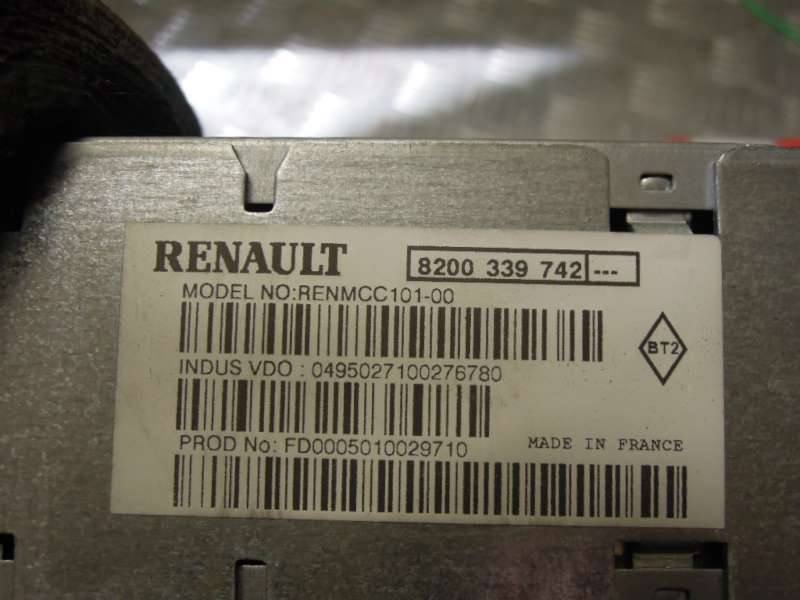 RENAULT 8200 339 742 ---
MODEL NO:RENMCC101-00
BT2
INDUS VDO : 0495027100276780
PROD No: FD0005010029710 MADE IN FRANCE